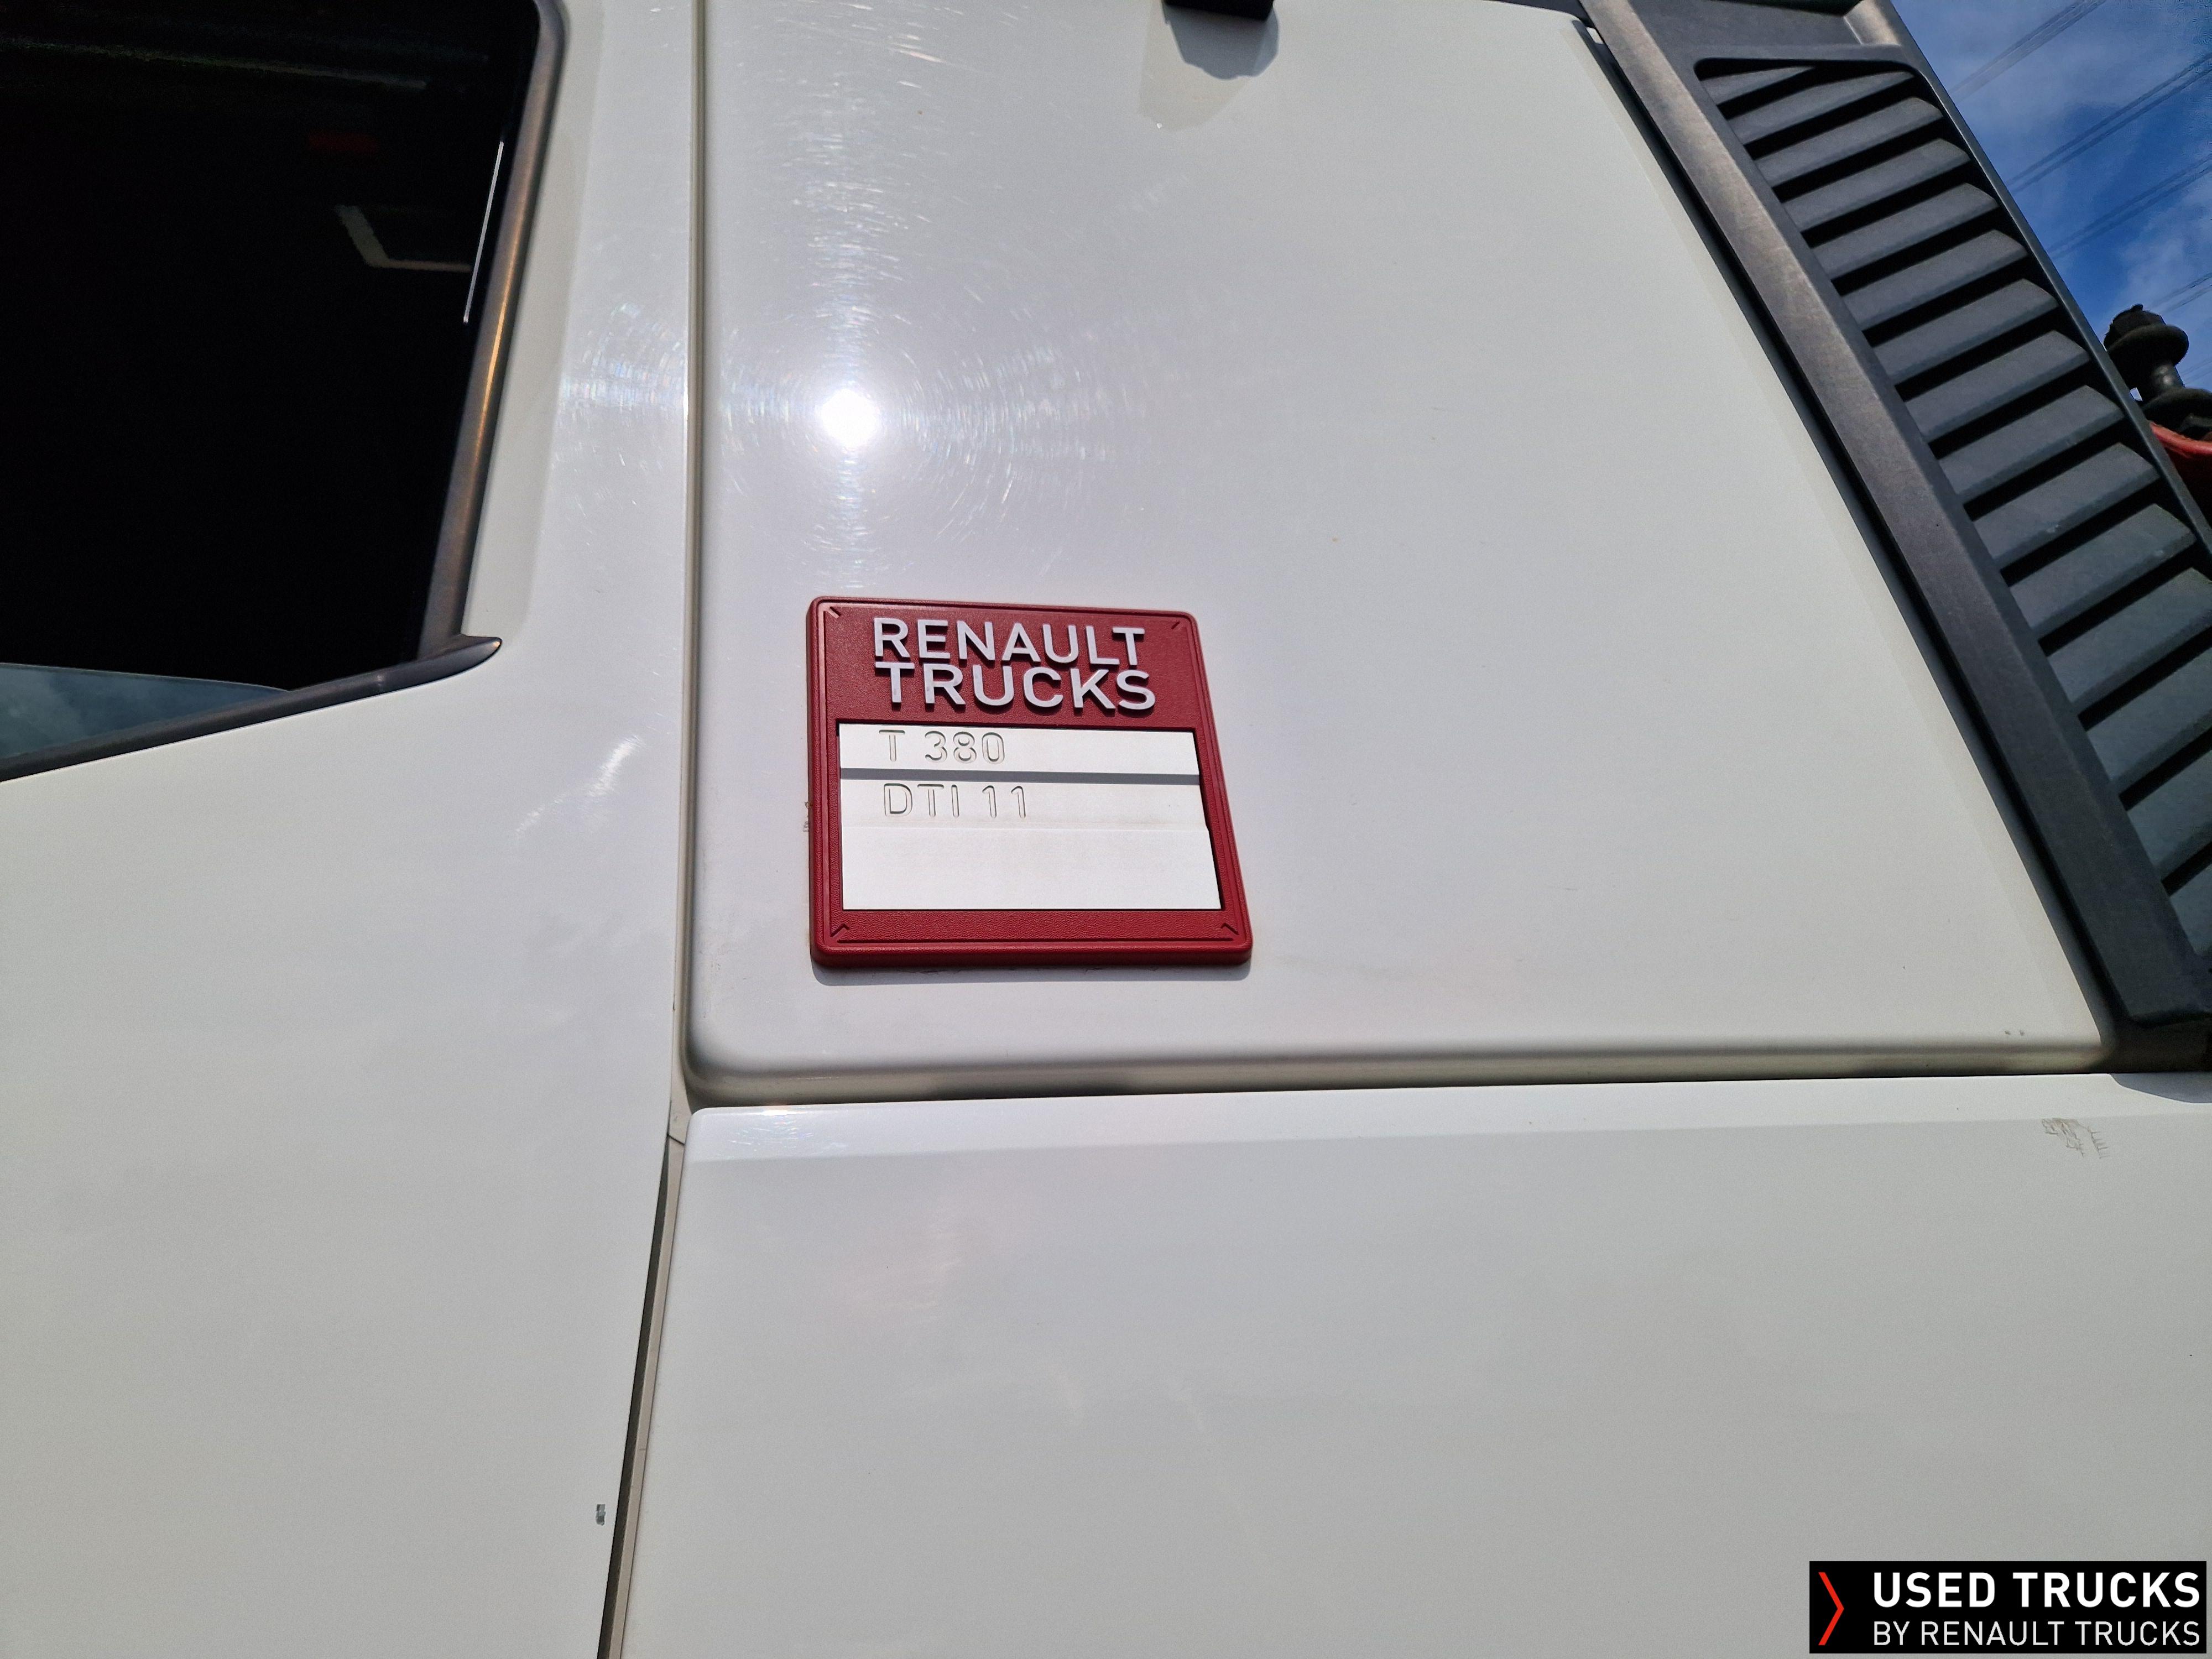 RENAULT
TRUCKS
T 380
DTI 11
USED TRUCKS
BY RENAULT TRUCKS